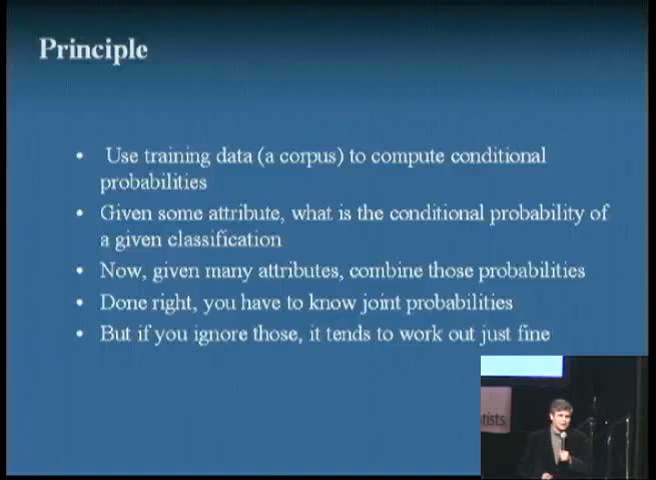 Principle
• Use training data (a corpus) to compute conditional
probabilities
• Given some attribute, what is the conditional probability of
a given classification
• Now, given many attributes, combine those probabilities
• Done right, you have to know joint probabilities
• But if you ignore those, it tends to work out just fine
tists